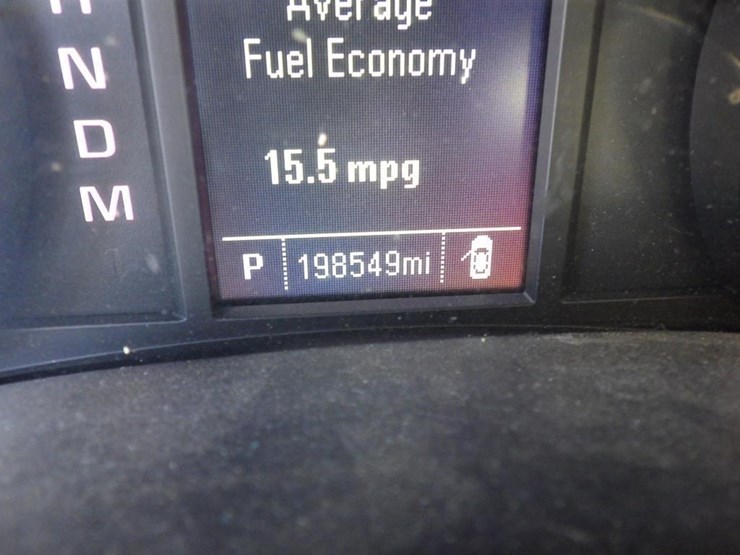 Average
N
Fuel Economy
D
15.5 mpg
M
P 198549mi